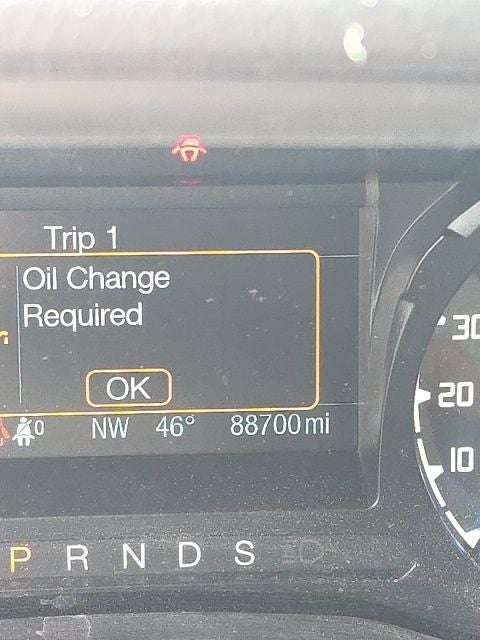 Trip 1
Oil Change
Required
OK
0 NW 46° 88700 mi
30
20
10
P R N D S